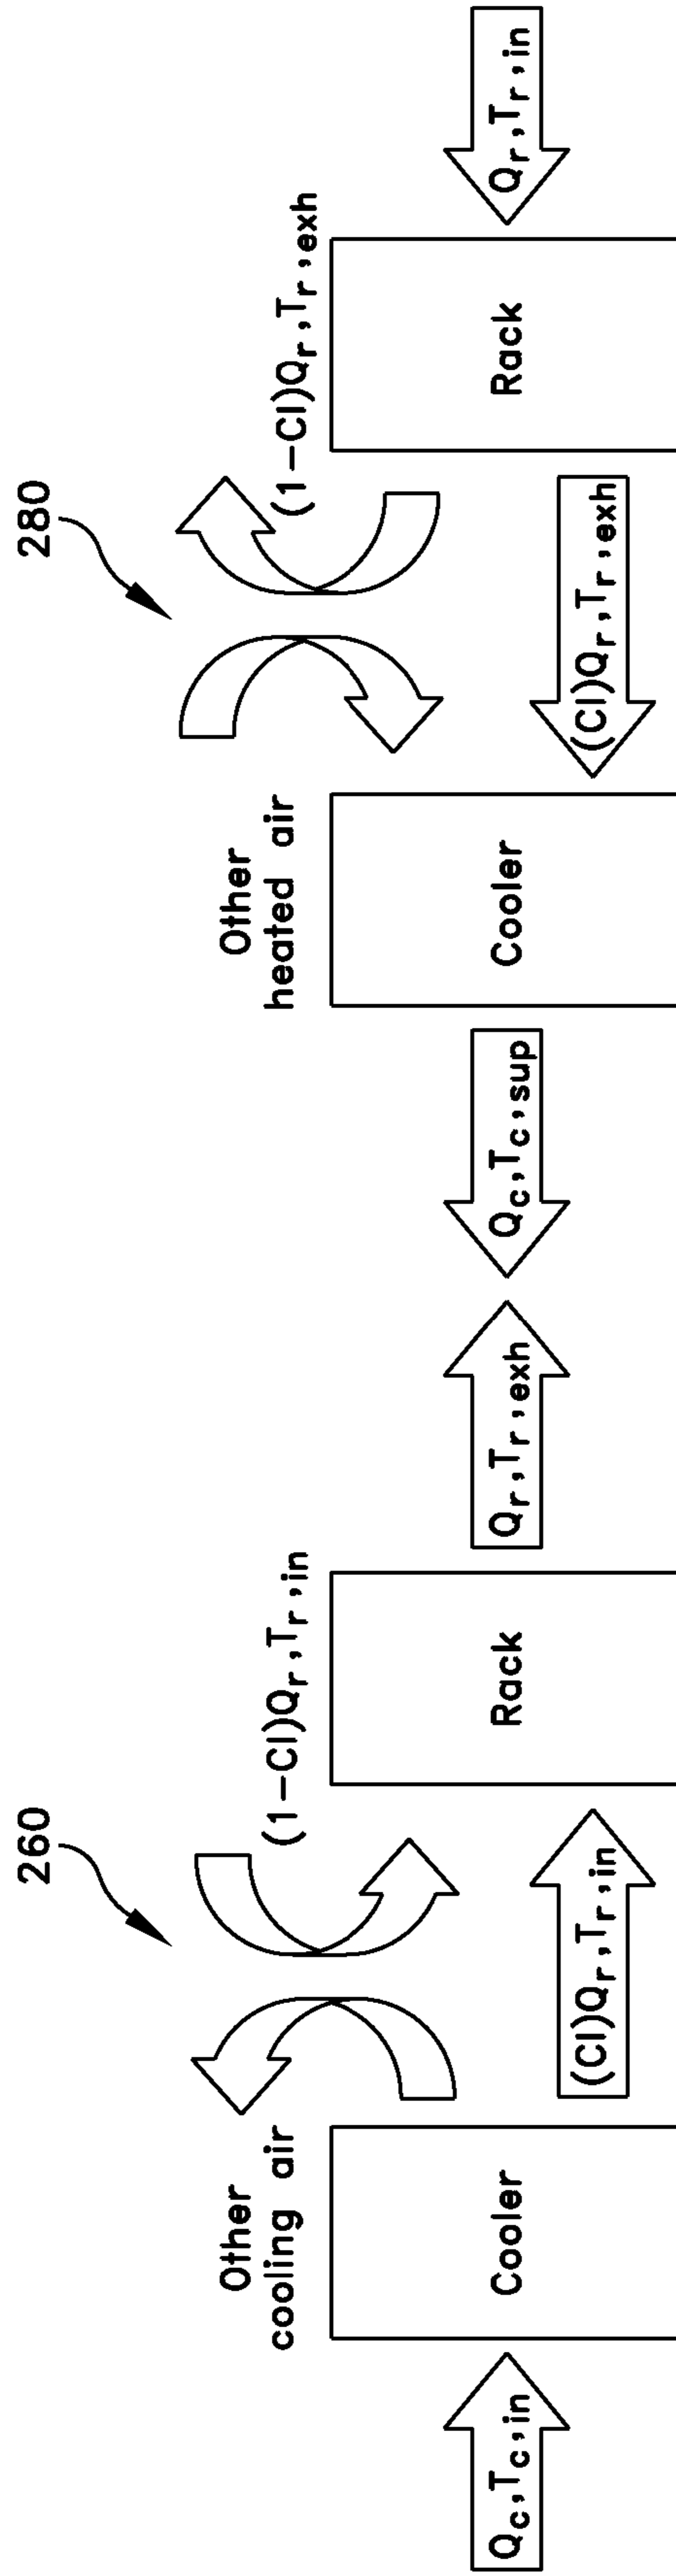 260
Other
cooling air
(1-CI)Qr,Tr,in
Qc,Tc,in
Cooler
(CI)Qr,Tr,in
Rack
Qr,Tr,exh
280
Other
heated air
(1-CI)Qr,Tr,exh
Qc,Tc,sup
Cooler
(CI)Qr,Tr,exh
Rack
Qr,Tr,in